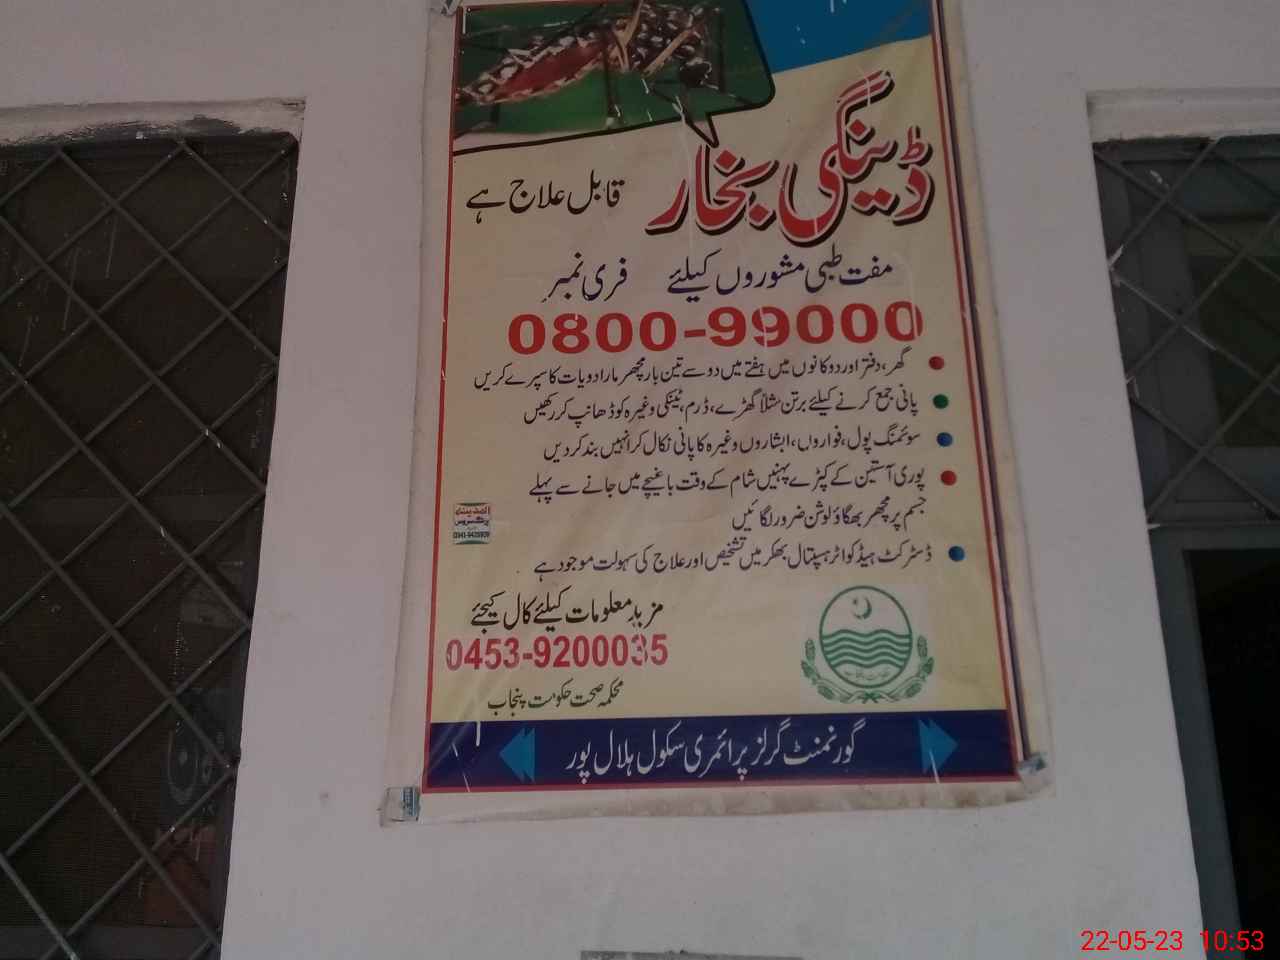 ڈینگی بخار قابل علاج ہے
مفت طبی مشوروں کیلئے فری نمبر
0800-99000
گھر، دفتر اور دوکانوں میں ہفتے میں دو سے تین بار مچھر مار ادویات کا سپرے کریں
پانی جمع کرنے کیلئے برتن مثلاً گھڑے، ڈرم، ٹینکی وغیرہ کو ڈھانپ کر رکھیں
سوئمنگ پول، فواروں، ابشاروں وغیرہ کا پانی نکال کر انہیں بند کر دیں
پوری آستین کے کپڑے پہنیں شام کے وقت باغیچے میں جانے سے پہلے
جسم پر مچھر بھگاؤ لوشن ضرور لگائیں
ڈسٹرکٹ ہیڈ کواٹر ہسپتال بھکر میں تشخیص اور علاج کی سہولت موجود ہے
المدینہ
مزید معلومات کیلئے کال کیجئے
0453-9200035
محکمہ صحت حکومت پنجاب
گورنمنٹ گرلز پرائمری سکول ہلال پور
22-05-23 10:53